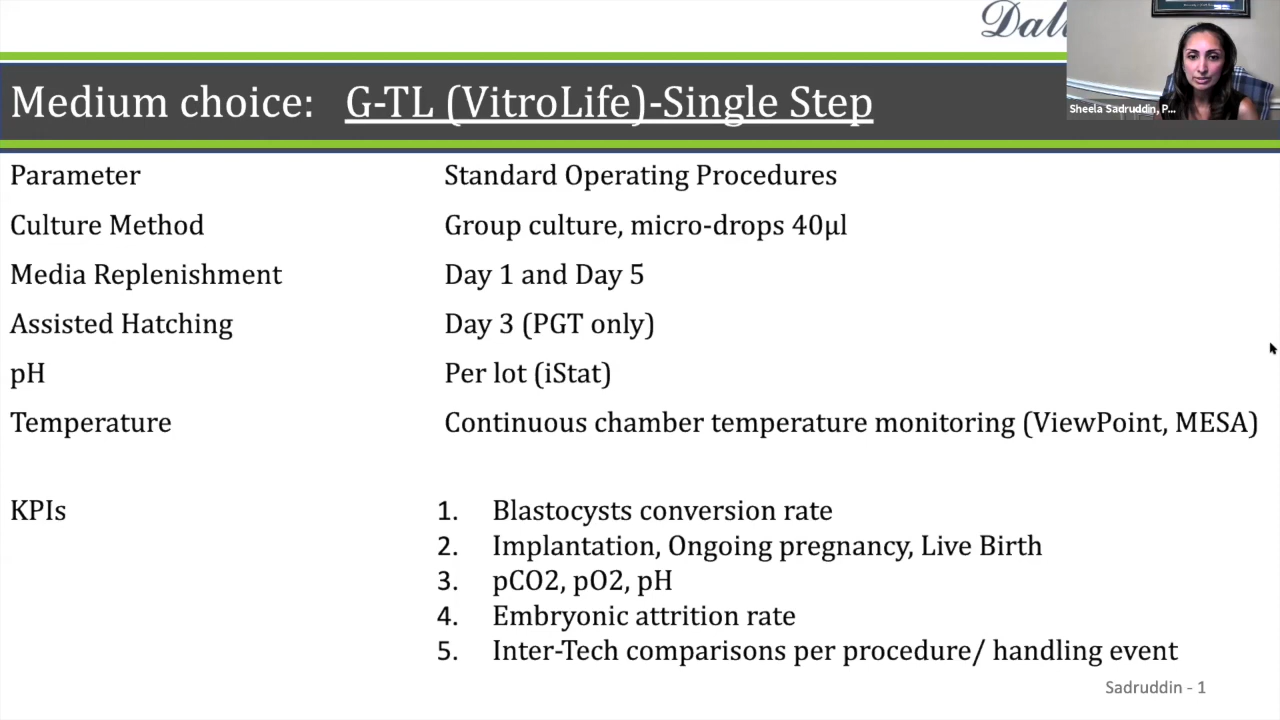 Medium choice: G-TL (VitroLife)-Single Step
Sheela Sadruddin, P...
Parameter Standard Operating Procedures
Culture Method Group culture, micro-drops 40µl
Media Replenishment Day 1 and Day 5
Assisted Hatching Day 3 (PGT only)
pH Per lot (iStat)
Temperature Continuous chamber temperature monitoring (ViewPoint, MESA)
KPIs 1. Blastocysts conversion rate
2. Implantation, Ongoing pregnancy, Live Birth
3. pCO2, pO2, pH
4. Embryonic attrition rate
5. Inter-Tech comparisons per procedure/ handling event
Sadruddin - 1